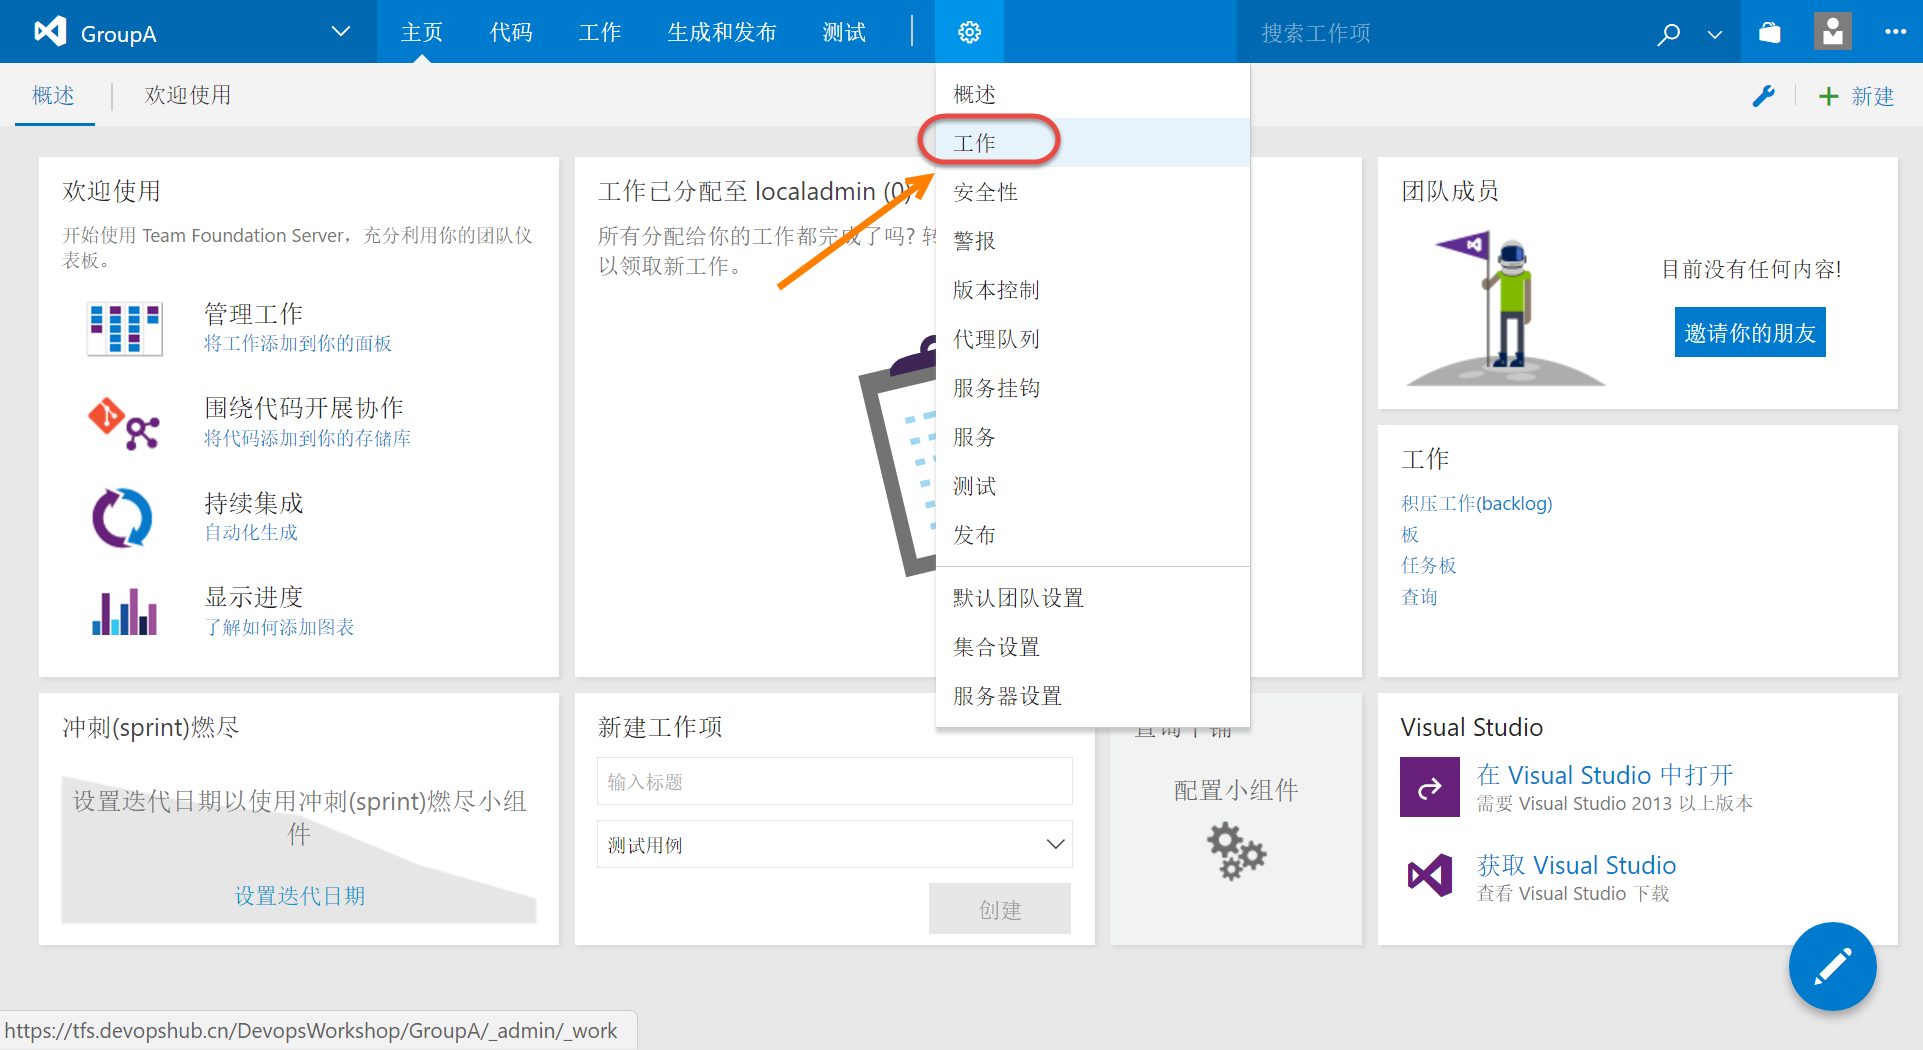 GroupA
主页 代码 工作 生成和发布 测试
搜索工作项
概述 欢迎使用
新建
概述
工作
安全性
警报
版本控制
代理队列
服务挂钩
服务
测试
发布
默认团队设置
集合设置
服务器设置
欢迎使用
开始使用 Team Foundation Server，充分利用你的团队仪
表板。
管理工作
将工作添加到你的面板
围绕代码开展协作
将代码添加到你的存储库
持续集成
自动化生成
显示进度
了解如何添加图表
工作已分配至 localadmin (0)
所有分配给你的工作都完成了吗? 转
以领取新工作。
团队成员
目前没有任何内容!
邀请你的朋友
工作
积压工作(backlog)
板
任务板
查询
冲刺(sprint)燃尽
设置迭代日期以使用冲刺(sprint)燃尽小组
件
设置迭代日期
新建工作项
输入标题
测试用例
创建
配置小组件
Visual Studio
在 Visual Studio 中打开
需要 Visual Studio 2013 以上版本
获取 Visual Studio
查看 Visual Studio 下载
https://tfs.devopshub.cn/DevopsWorkshop/GroupA/_admin/_work